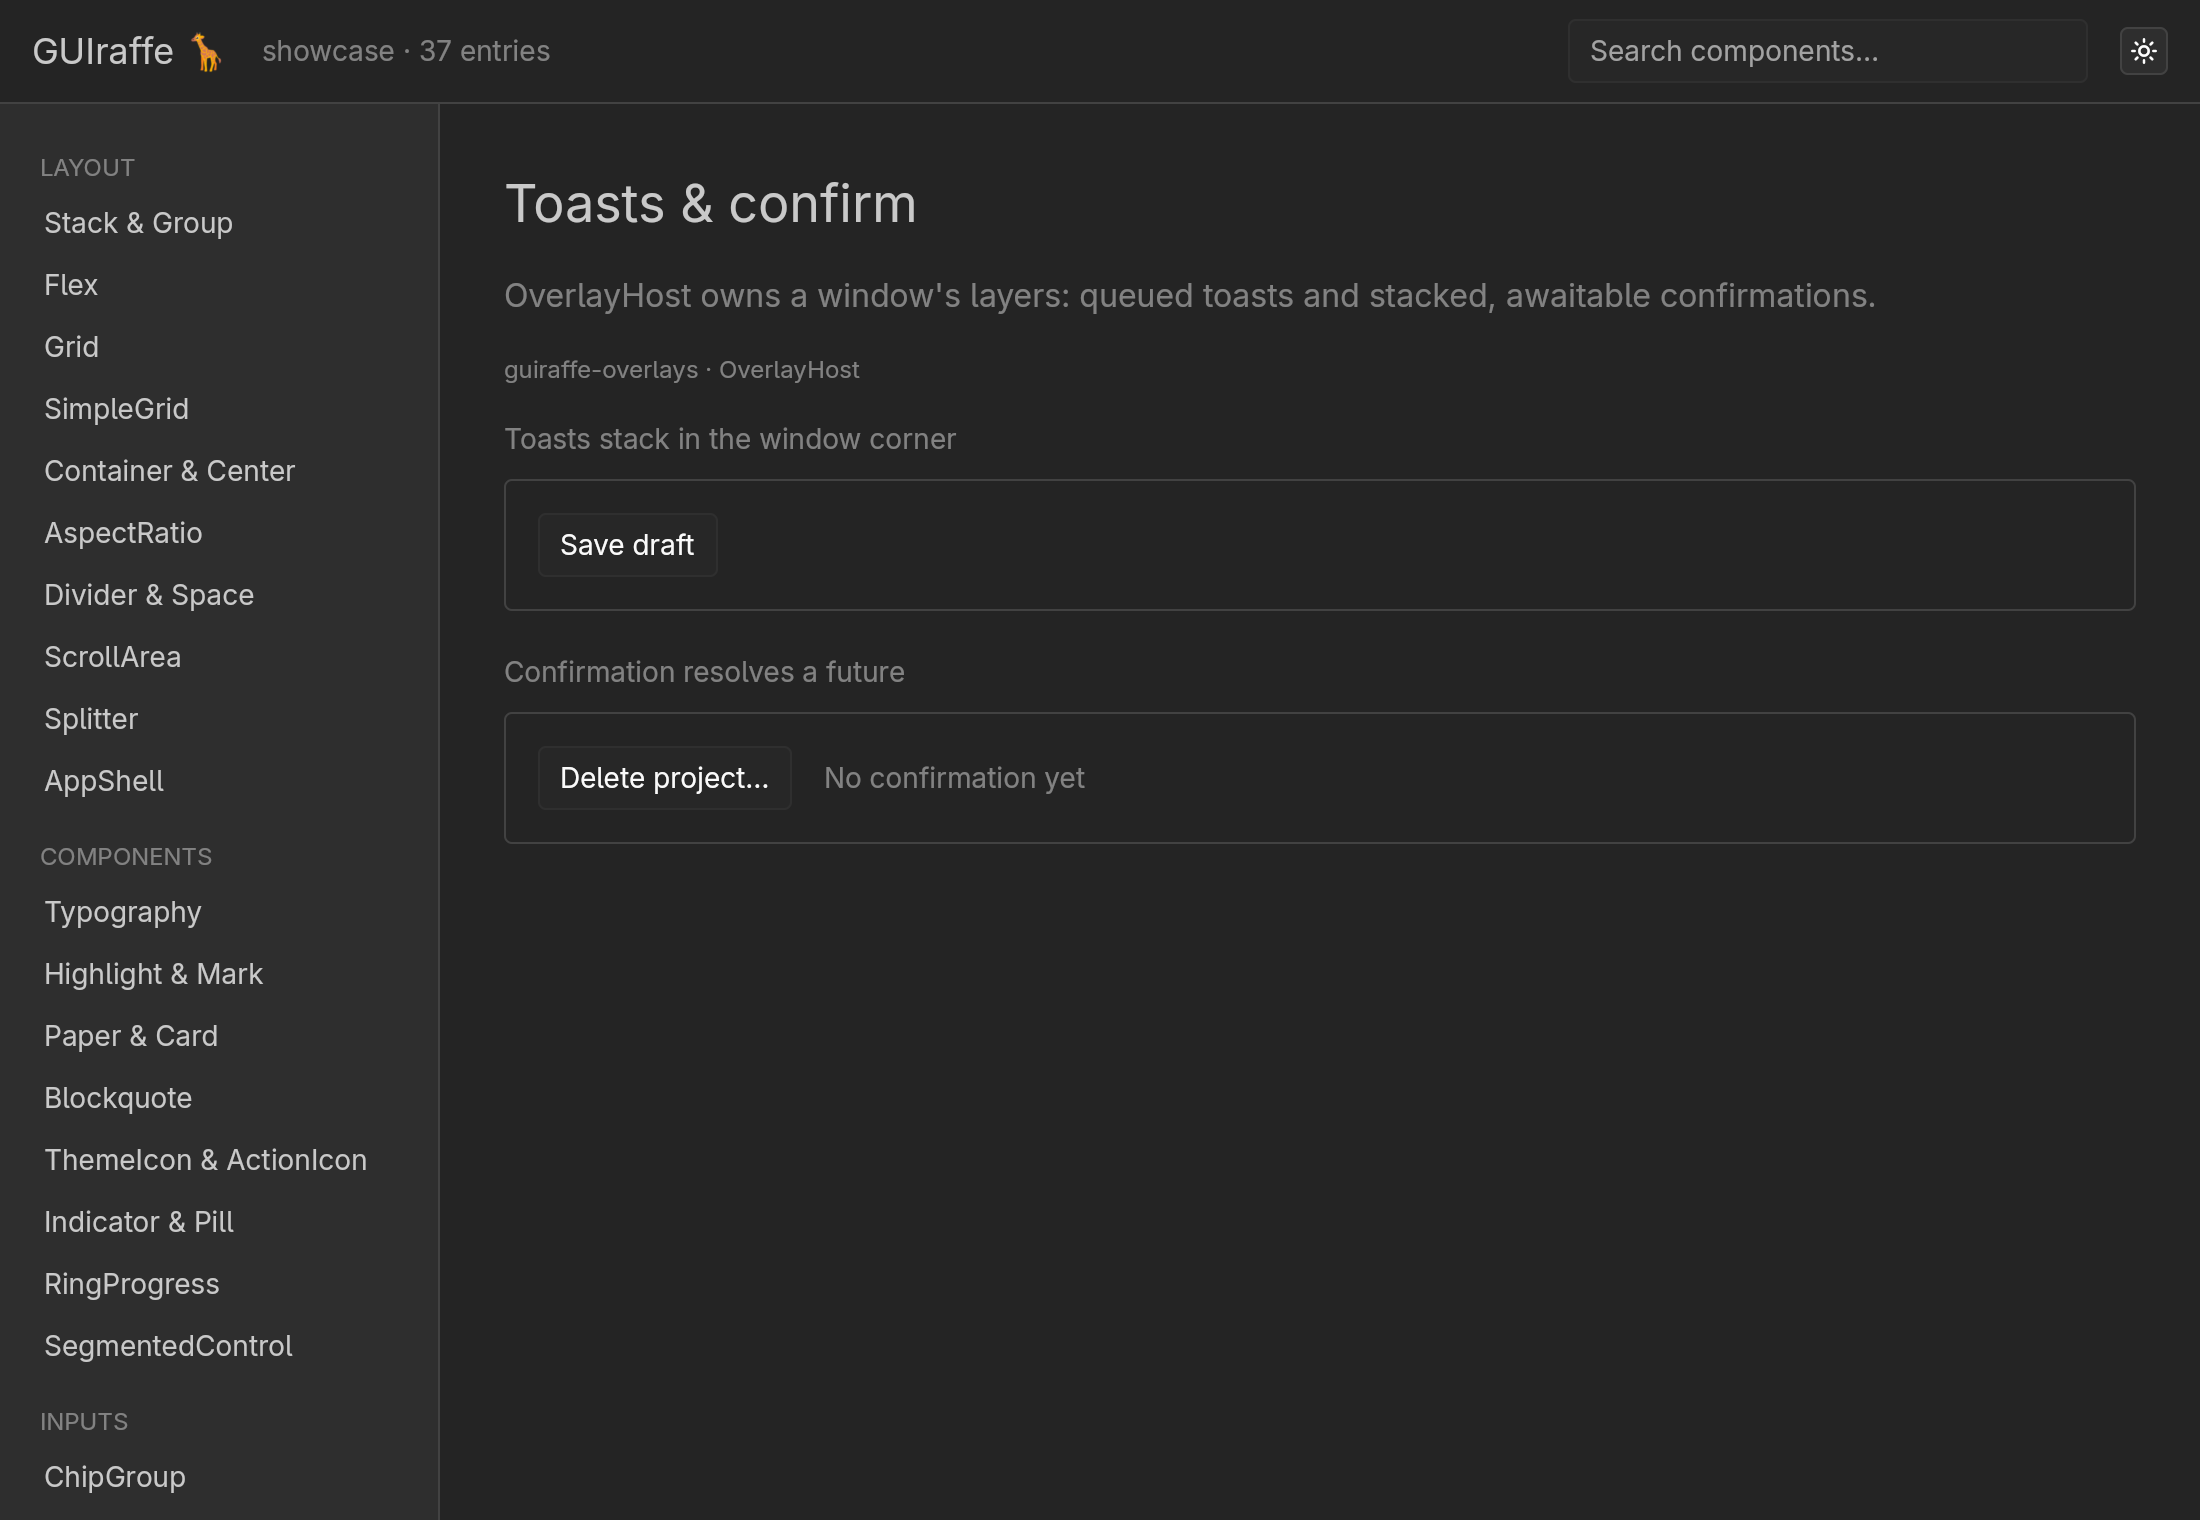 GUIraffe 🦒 showcase · 37 entries Search components...
LAYOUT
Stack & Group
Flex
Grid
SimpleGrid
Container & Center
AspectRatio
Divider & Space
ScrollArea
Splitter
AppShell
COMPONENTS
Typography
Highlight & Mark
Paper & Card
Blockquote
ThemeIcon & ActionIcon
Indicator & Pill
RingProgress
SegmentedControl
INPUTS
ChipGroup
Toasts & confirm
OverlayHost owns a window's layers: queued toasts and stacked, awaitable confirmations.
guiraffe-overlays · OverlayHost
Toasts stack in the window corner
Save draft
Confirmation resolves a future
Delete project... No confirmation yet